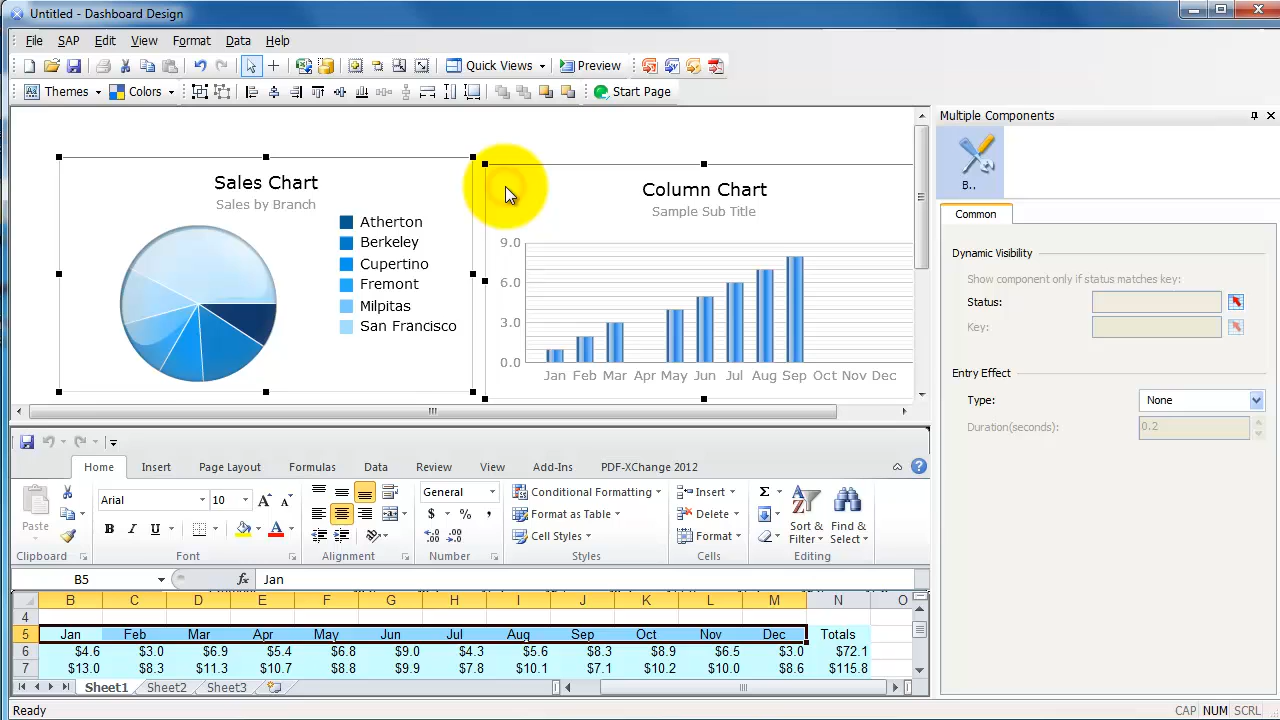 Untitled - Dashboard Design
File SAP Edit View Format Data Help
Quick Views Preview
Themes Colors Start Page
Sales Chart
Sales by Branch
Atherton
Berkeley
Cupertino
Fremont
Milpitas
San Francisco
Column Chart
Sample Sub Title
9.0
6.0
3.0
0.0
Jan Feb Mar Apr May Jun Jul Aug Sep Oct Nov Dec
Multiple Components
B..
Common
Dynamic Visibility
Show component only if status matches key:
Status:
Key:
Entry Effect
Type: None
Duration(seconds): 0.2
Home Insert Page Layout Formulas Data Review View Add-Ins PDF-XChange 2012
Paste
Arial 10
General
Conditional Formatting
Format as Table
Cell Styles
Insert
Delete
Format
Sort & Filter
Find & Select
Clipboard Font Alignment Number Styles Cells Editing
B5 fx Jan
B C D E F G H I J K L M N O
4
5 Jan Feb Mar Apr May Jun Jul Aug Sep Oct Nov Dec Totals
6 $4.6 $3.0 $6.9 $5.4 $6.8 $9.0 $4.3 $5.6 $8.3 $8.9 $6.5 $3.0 $72.1
7 $13.0 $8.3 $11.3 $10.7 $8.8 $9.9 $7.8 $10.1 $7.1 $10.2 $10.0 $8.6 $115.8
Sheet1 Sheet2 Sheet3
Ready CAP NUM SCRL